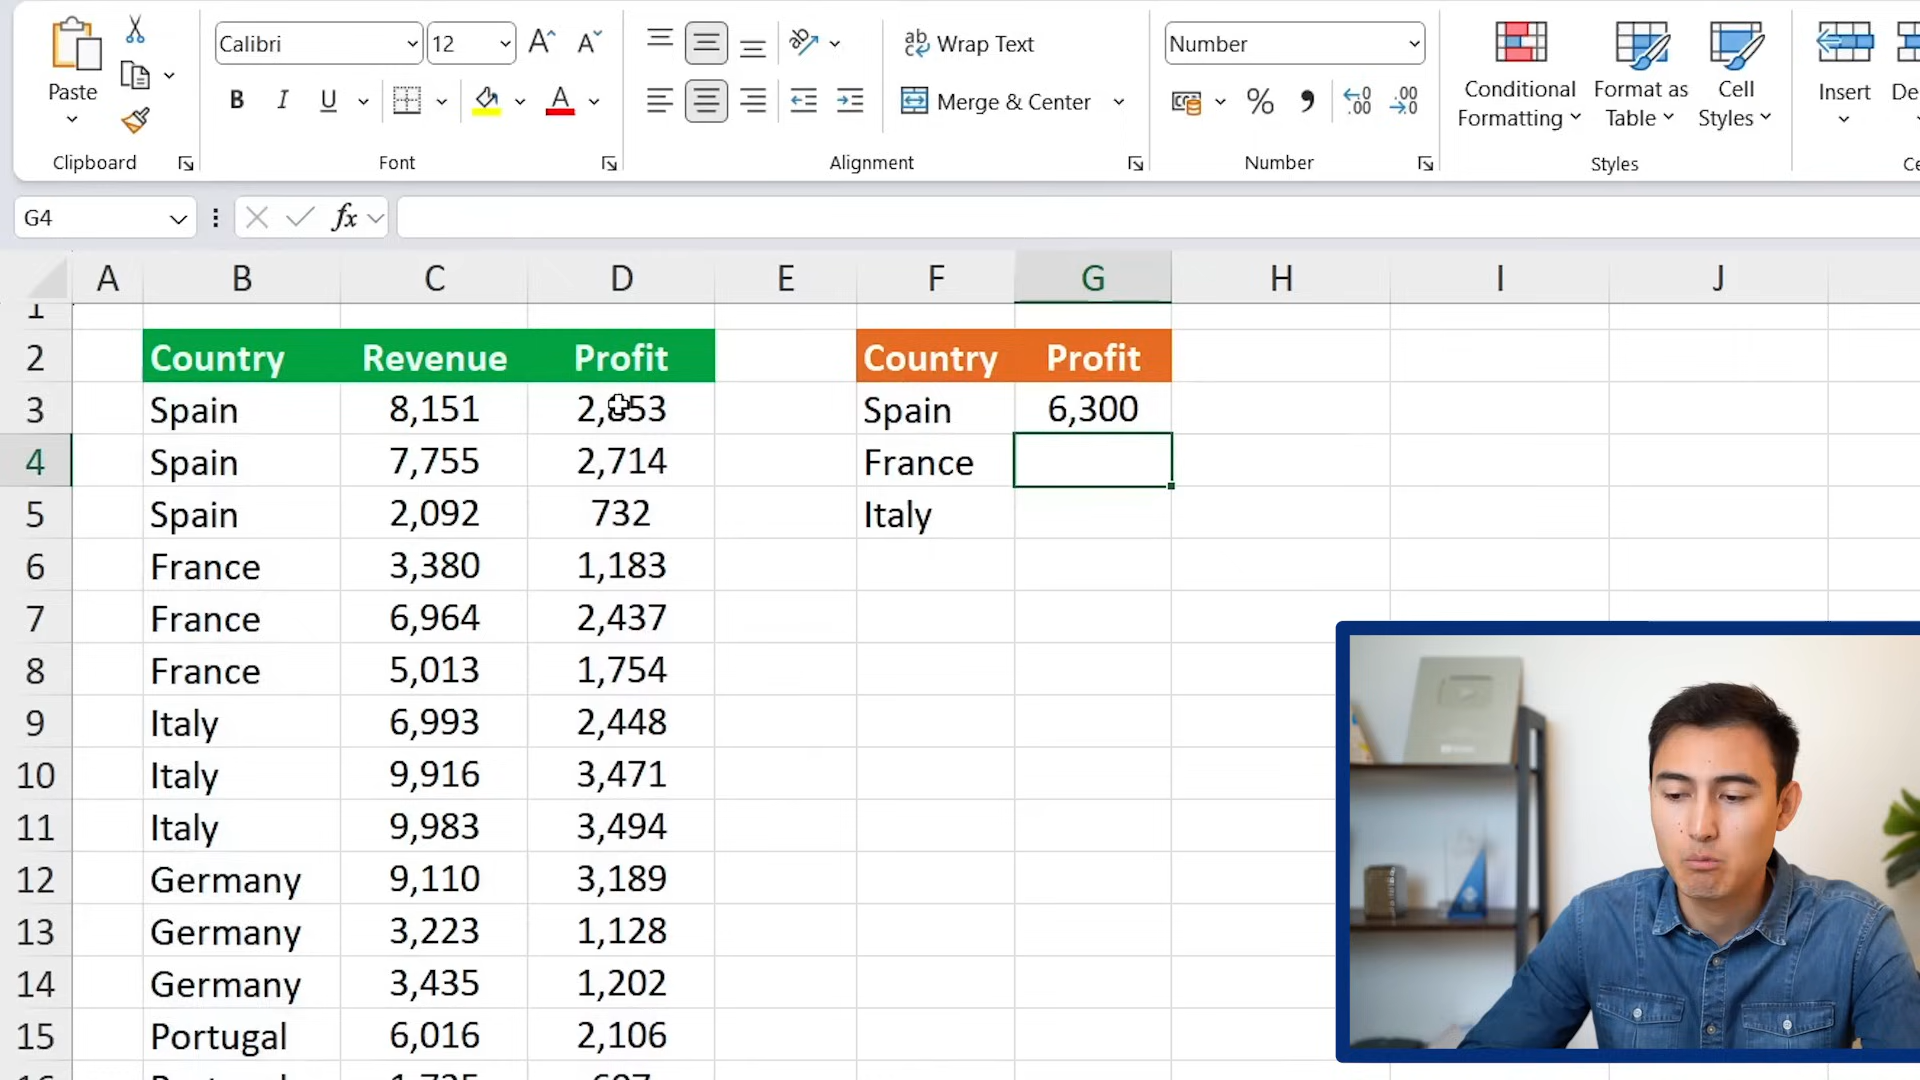 Calibri 12 Wrap Text Number
Paste B I U Merge & Center % Conditional Formatting Format as Table Cell Styles Insert
Clipboard Font Alignment Number Styles
G4 fx
A B C D E F G H I J
1
2 Country Revenue Profit Country Profit
3 Spain 8,151 2,853 Spain 6,300
4 Spain 7,755 2,714 France
5 Spain 2,092 732 Italy
6 France 3,380 1,183
7 France 6,964 2,437
8 France 5,013 1,754
9 Italy 6,993 2,448
10 Italy 9,916 3,471
11 Italy 9,983 3,494
12 Germany 9,110 3,189
13 Germany 3,223 1,128
14 Germany 3,435 1,202
15 Portugal 6,016 2,106